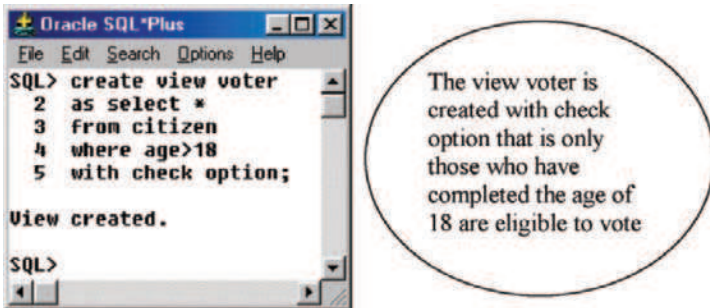 Oracle SQL*Plus
File Edit Search Options Help
SQL> create view voter
2 as select *
3 from citizen
4 where age>18
5 with check option;
View created.
SQL>
The view voter is
created with check
option that is only
those who have
completed the age of
18 are eligible to vote